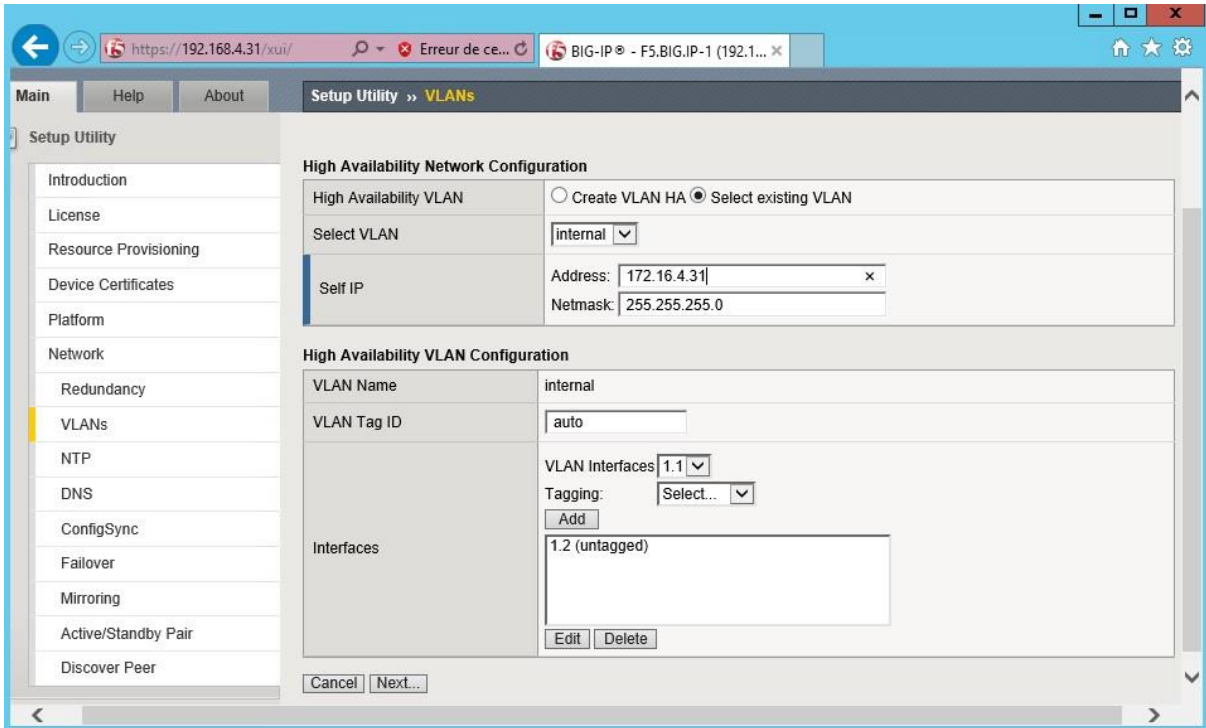 https://192.168.4.31/xui/
Erreur de ce...
BIG-IP® - F5.BIG.IP-1 (192.1...
Main
Help
About
Setup Utility ›› VLANs
Setup Utility
Introduction
License
Resource Provisioning
Device Certificates
Platform
Network
Redundancy
VLANs
NTP
DNS
ConfigSync
Failover
Mirroring
Active/Standby Pair
Discover Peer
High Availability Network Configuration
High Availability VLAN
Create VLAN HA Select existing VLAN
Select VLAN
internal
Self IP
Address: 172.16.4.31
Netmask: 255.255.255.0
High Availability VLAN Configuration
VLAN Name
internal
VLAN Tag ID
auto
Interfaces
VLAN Interfaces 1.1
Tagging: Select...
Add
1.2 (untagged)
Edit Delete
Cancel Next...